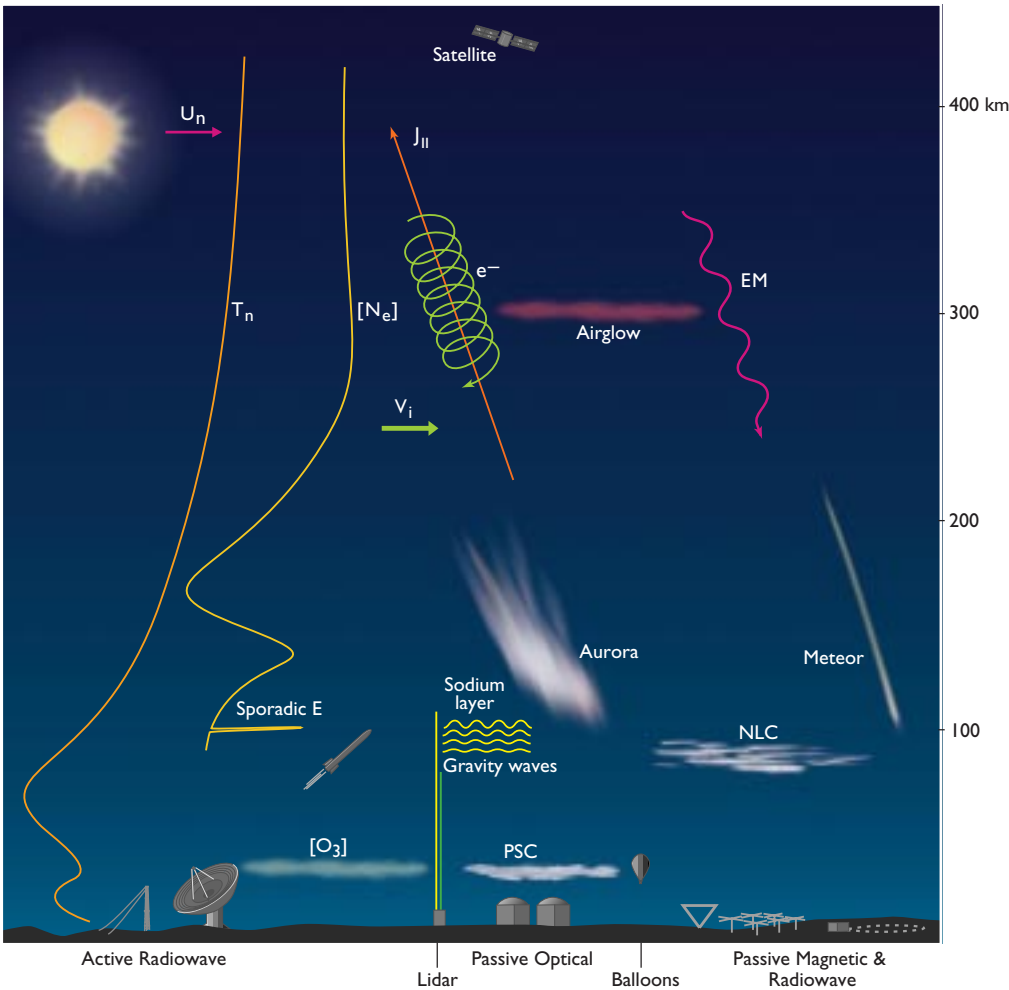 Satellite
400 km
Uₙ
J_II
e⁻
EM
Tₙ
[Nₑ]
300
Airglow
Vᵢ
200
Aurora
Meteor
Sodium
layer
Sporadic E
100
NLC
Gravity waves
[O₃]
PSC
Active Radiowave
Lidar
Passive Optical
Balloons
Passive Magnetic &
Radiowave